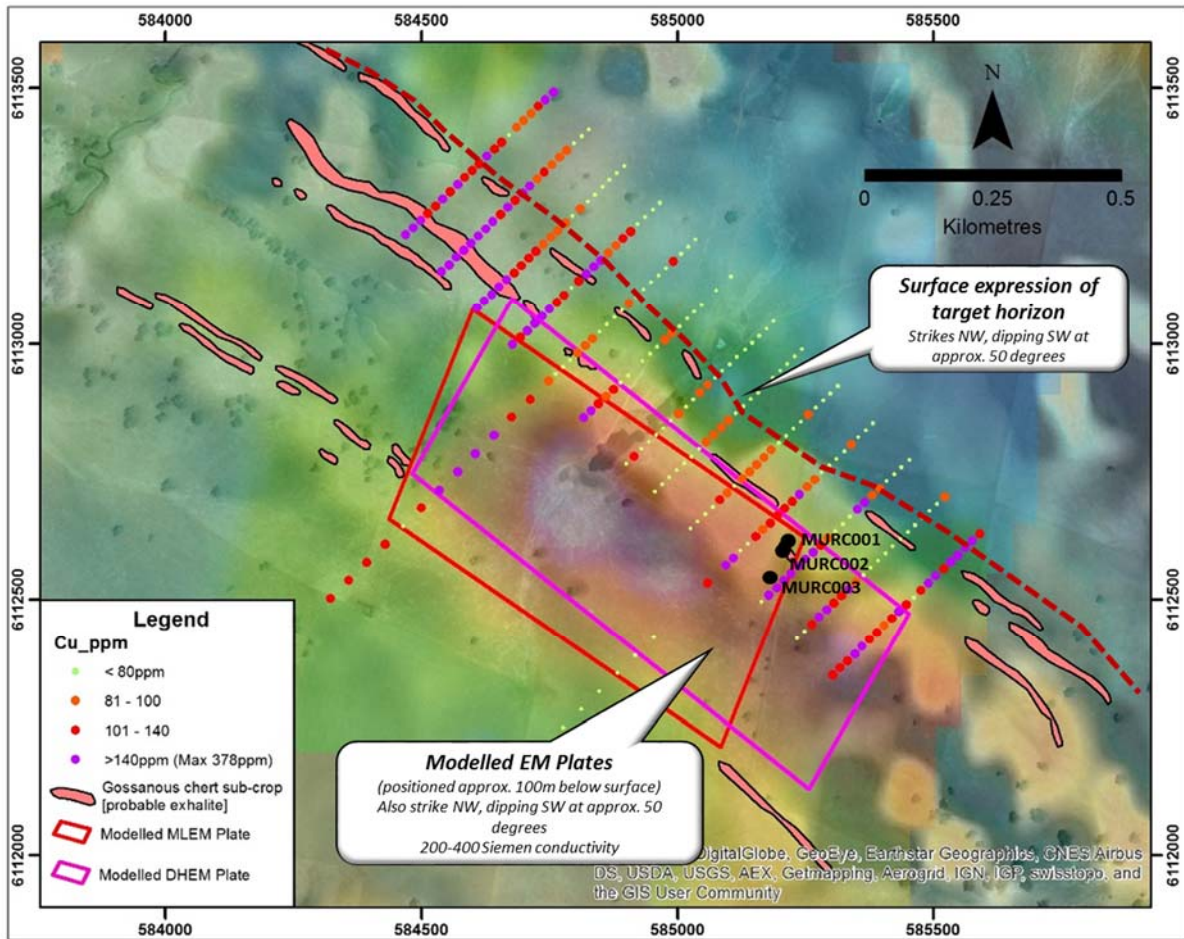 584000
584500
585000
585500
6113500
6113500
N
0 0.25 0.5
Kilometres
Surface expression of
target horizon
Strikes NW, dipping SW at
approx. 50 degrees
6113000
6113000
MURC001
MURC002
MURC003
6112500
6112500
Legend
Cu_ppm
< 80ppm
81 - 100
101 - 140
>140ppm (Max 378ppm)
Gossanous chert sub-crop
[probable exhalite]
Modelled MLEM Plate
Modelled DHEM Plate
Modelled EM Plates
(positioned approx. 100m below surface)
Also strike NW, dipping SW at approx. 50
degrees
200-400 Siemen conductivity
6112000
6112000
DigitalGlobe, GeoEye, Earthstar Geographics, CNES/Airbus
DS, USDA, USGS, AEX, Getmapping, Aerogrid, IGN, IGP, swisstopo, and
the GIS User Community
584000
584500
585000
585500